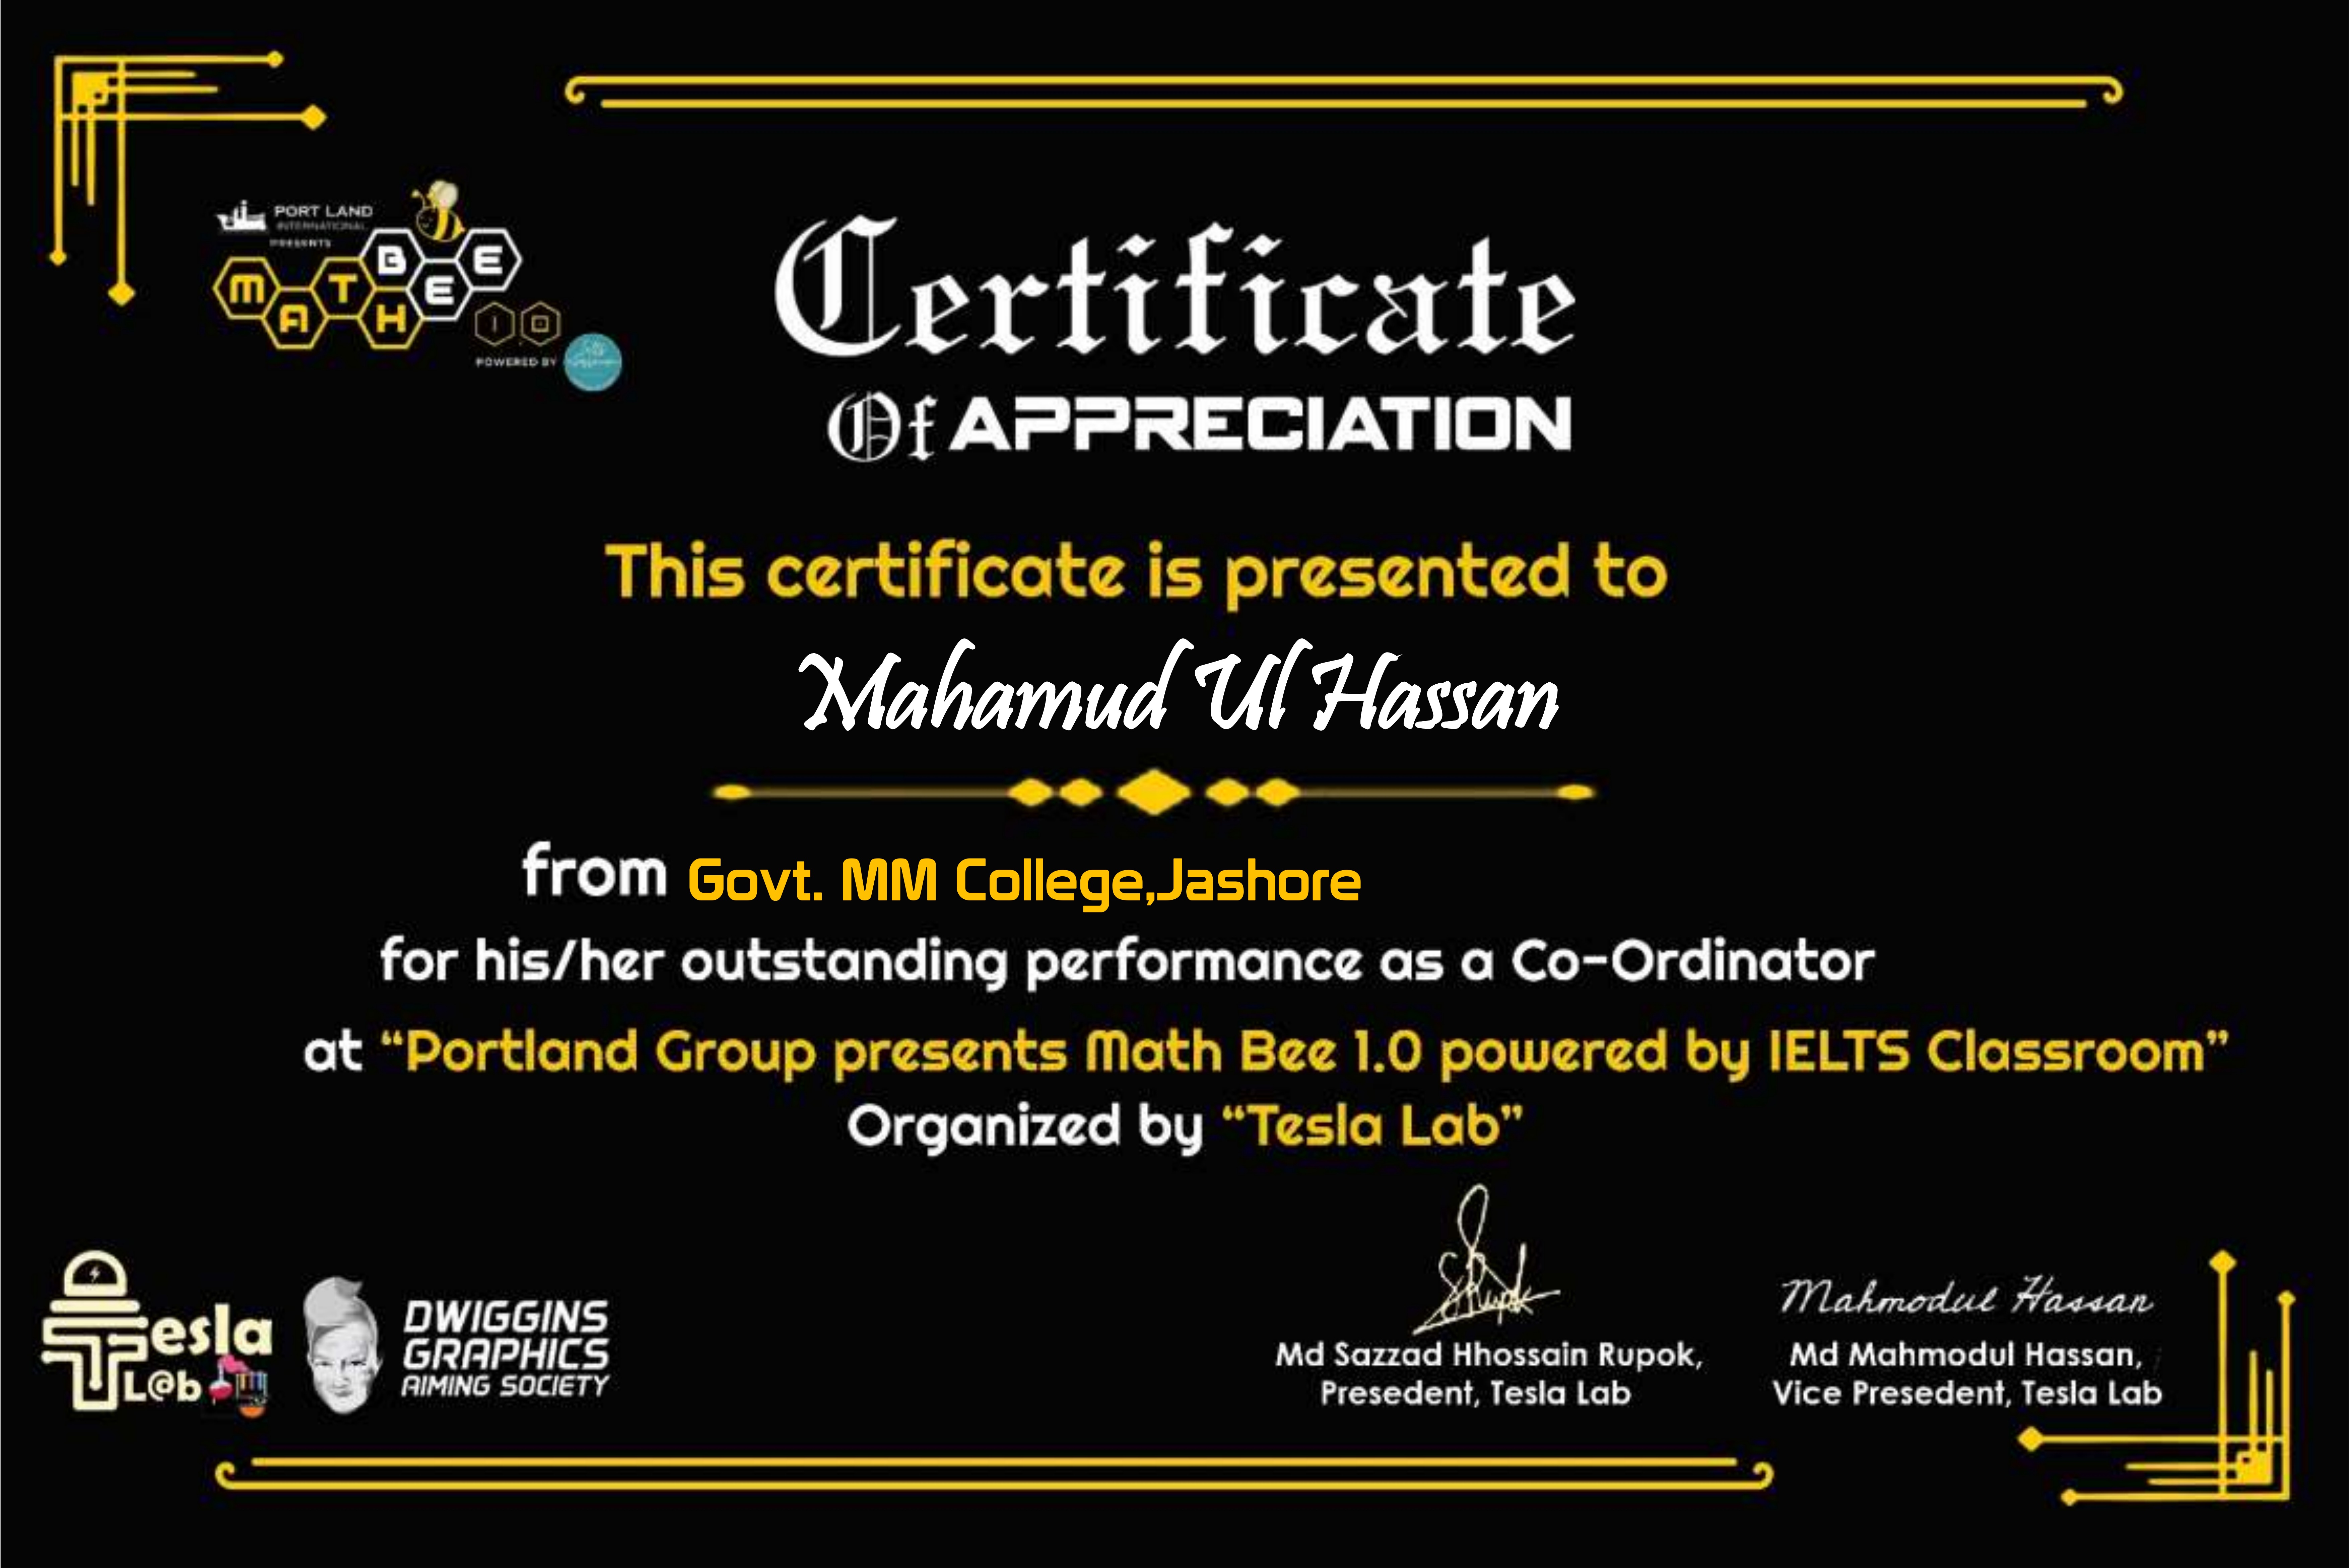 PORT LAND
INTERNATIONAL
PRESENTS
MATH BEE
1.0
POWERED BY
Certificate
Of APPRECIATION
This certificate is presented to
Mahamud Ul Hassan
from Govt. MM College,Jashore
for his/her outstanding performance as a Co-Ordinator
at “Portland Group presents Math Bee 1.0 powered by IELTS Classroom”
Organized by “Tesla Lab”
Tesla
L@b
DWIGGINS
GRAPHICS
AIMING SOCIETY
Mahmodul Hassan
Md Sazzad Hhossain Rupok,
Presedent, Tesla Lab
Md Mahmodul Hassan,
Vice Presedent, Tesla Lab